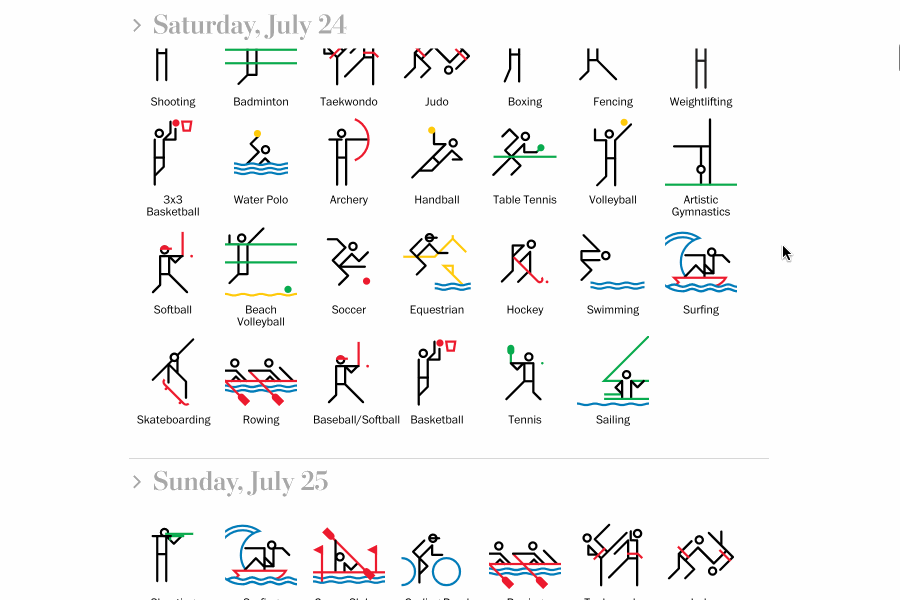 Saturday, July 24
Shooting
Badminton
Taekwondo
Judo
Boxing
Fencing
Weightlifting
3x3
Basketball
Water Polo
Archery
Handball
Table Tennis
Volleyball
Artistic
Gymnastics
Softball
Beach
Volleyball
Soccer
Equestrian
Hockey
Swimming
Surfing
Skateboarding
Rowing
Baseball/Softball
Basketball
Tennis
Sailing
Sunday, July 25